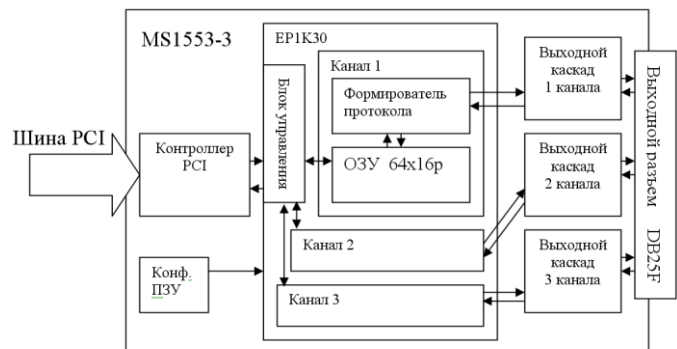 MS1553-3
EP1K30
Канал 1
Формирователь
протокола
ОЗУ 64x16р
Блок управления
Шина PCI
Контроллер
PCI
Конф.
ПЗУ
Канал 2
Канал 3
Выходной
каскад
1 канала
Выходной
каскад
2 канала
Выходной
каскад
3 канала
Выходной разъем DB25F